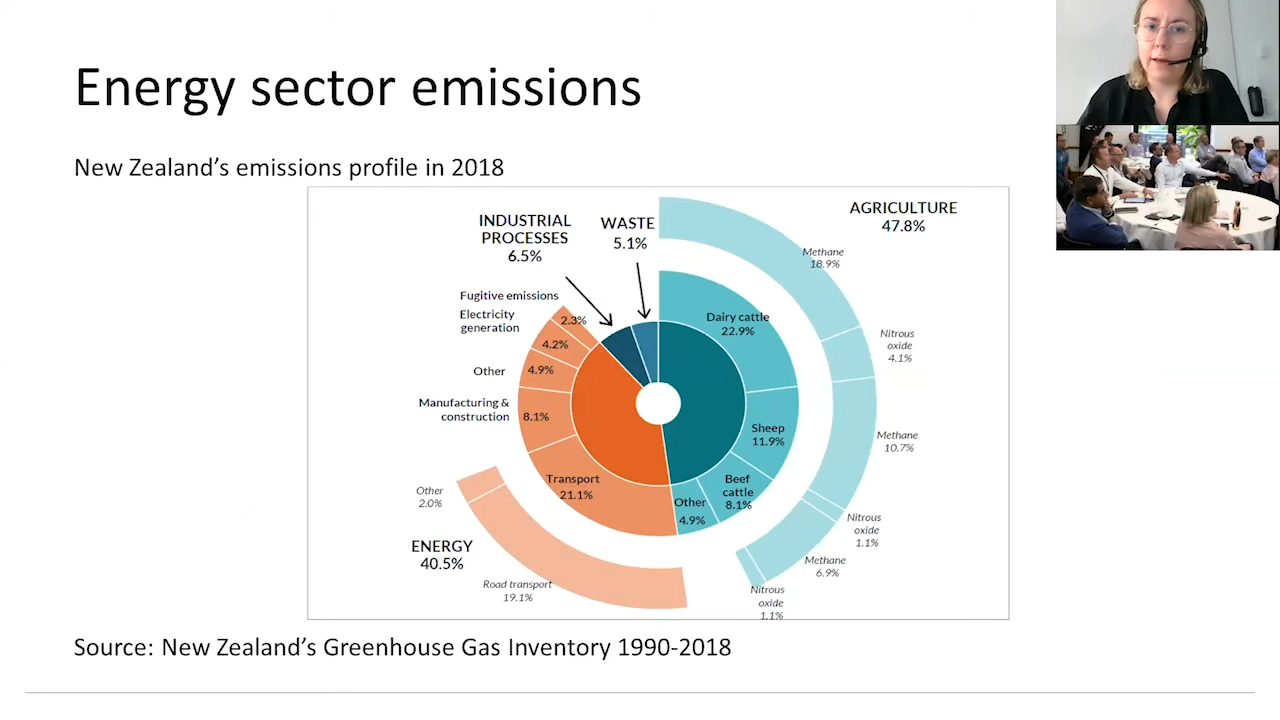 Energy sector emissions
New Zealand’s emissions profile in 2018
INDUSTRIAL
PROCESSES
6.5%
WASTE
5.1%
AGRICULTURE
47.8%
Methane
18.9%
Nitrous
oxide
4.1%
Methane
10.7%
Nitrous
oxide
1.1%
Methane
6.9%
Nitrous
oxide
1.1%
Dairy cattle
22.9%
Sheep
11.9%
Beef
cattle
8.1%
Other
4.9%
Fugitive emissions
2.3%
Electricity
generation
4.2%
Other
4.9%
Manufacturing &
construction
8.1%
Transport
21.1%
Other
2.0%
ENERGY
40.5%
Road transport
19.1%
Source: New Zealand’s Greenhouse Gas Inventory 1990-2018